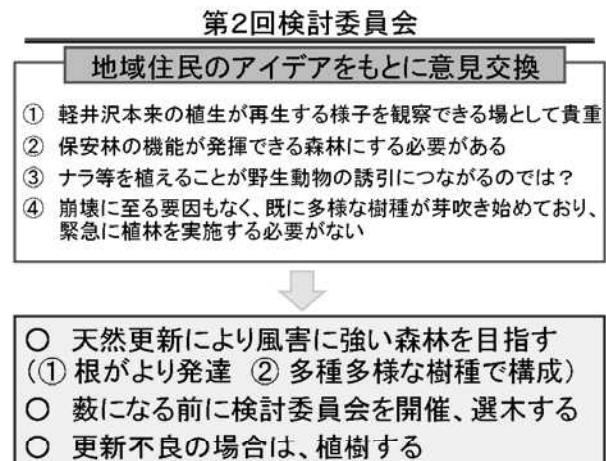 第2回検討委員会
地域住民のアイデアをもとに意見交換
① 軽井沢本来の植生が再生する様子を観察できる場として貴重
② 保安林の機能が発揮できる森林にする必要がある
③ ナラ等を植えることが野生動物の誘引につながるのでは?
④ 崩壊に至る要因もなく、既に多様な樹種が芽吹き始めており、
緊急に植林を実施する必要がない
○ 天然更新により風害に強い森林を目指す
(① 根がより発達 ② 多種多様な樹種で構成)
○ 薮になる前に検討委員会を開催、選木する
○ 更新不良の場合は、植樹する